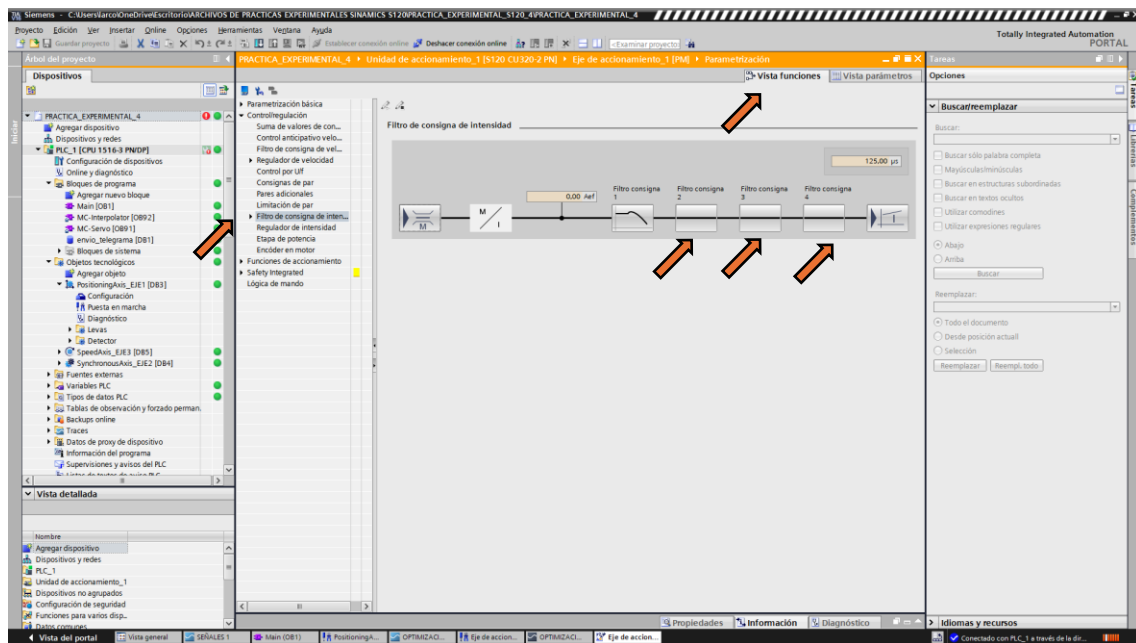 Siemens - C:\Users\larco\OneDrive\Escritorio\ARCHIVOS DE PRACTICAS EXPERIMENTALES SINAMICS S120\PRACTICA_EXPERIMENTAL_S120_4\PRACTICA_EXPERIMENTAL_4
Proyecto Edición Ver Insertar Online Opciones Herramientas Ventana Ayuda
Totally Integrated Automation
PORTAL
Guardar proyecto
Establecer conexión online
Deshacer conexión online
<Examinar proyecto>
Árbol del proyecto
PRACTICA_EXPERIMENTAL_4 ▸ Unidad de accionamiento_1 [S120 CU320-2 PN] ▸ Eje de accionamiento_1 [PM] ▸ Parametrización
Tareas
Dispositivos
Vista funciones
Vista parámetros
Opciones
Iniciar
PRACTICA_EXPERIMENTAL_4
Agregar dispositivo
Dispositivos y redes
PLC_1 [CPU 1516-3 PN/DP]
Configuración de dispositivos
Online y diagnóstico
Bloques de programa
Agregar nuevo bloque
Main [OB1]
MC-Interpolator [OB92]
MC-Servo [OB91]
envio_telegrama [DB1]
Bloques de sistema
Objetos tecnológicos
Agregar objeto
PositioningAxis_EJE1 [DB3]
Configuración
Puesta en marcha
Diagnóstico
Levas
Detector
SpeedAxis_EJE3 [DB5]
SynchronousAxis_EJE2 [DB4]
Fuentes externas
Variables PLC
Tipos de datos PLC
Tablas de observación y forzado perman.
Backups online
Traces
Datos de proxy de dispositivo
Información del programa
Supervisiones y avisos del PLC
Listas de textos de aviso PLC
Vista detallada
Nombre
Agregar dispositivo
Dispositivos y redes
PLC_1
Unidad de accionamiento_1
Dispositivos no agrupados
Configuración de seguridad
Funciones para varios disp...
Datos comunes
Parametrización básica
Control/regulación
Suma de valores de con...
Control anticipativo velo...
Filtro de consigna de vel...
Regulador de velocidad
Control por U/f
Consignas de par
Pares adicionales
Limitación de par
Filtro de consigna de inten...
Regulador de intensidad
Etapa de potencia
Encóder en motor
Funciones de accionamiento
Safety Integrated
Lógica de mando
Filtro de consigna de intensidad
125.00 µs
0,00 Aef
Filtro consigna 1
Filtro consigna 2
Filtro consigna 3
Filtro consigna 4
M
M
I
I
Buscar/reemplazar
Buscar:
Buscar sólo palabra completa
Mayúsculas/minúsculas
Buscar en estructuras subordinadas
Buscar en textos ocultos
Utilizar comodines
Utilizar expresiones regulares
Abajo
Arriba
Buscar
Reemplazar:
Todo el documento
Desde posición actuall
Selección
Reemplazar
Reempl. todo
Idiomas y recursos
Tareas
Librerías
Complementos
Propiedades
Información
Diagnóstico
Vista del portal
Vista general
SEÑALES 1
Main (OB1)
PositioningA...
OPTIMIZACI...
Eje de accion...
OPTIMIZACI...
Eje de accion...
Conectado con PLC_1 a través de la dir...